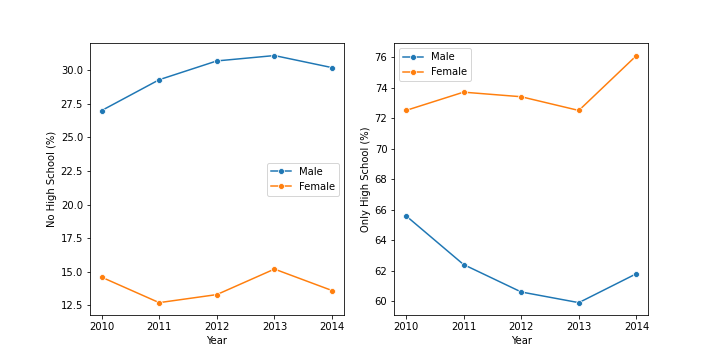 No High School (%)
30.0
27.5
25.0
22.5
20.0
17.5
15.0
12.5
Male
Female
2010 2011 2012 2013 2014
Year
Only High School (%)
76
74
72
70
68
66
64
62
60
Male
Female
2010 2011 2012 2013 2014
Year